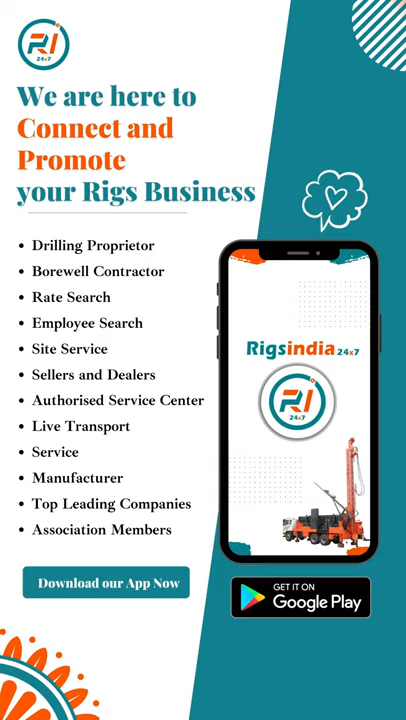 RI
24x7
We are here to
Connect and
Promote
your Rigs Business
• Drilling Proprietor
• Borewell Contractor
• Rate Search
• Employee Search
• Site Service
• Sellers and Dealers
• Authorised Service Center
• Live Transport
• Service
• Manufacturer
• Top Leading Companies
• Association Members
Download our App Now
Rigsindia 24x7
RI
24x7
GET IT ON
Google Play